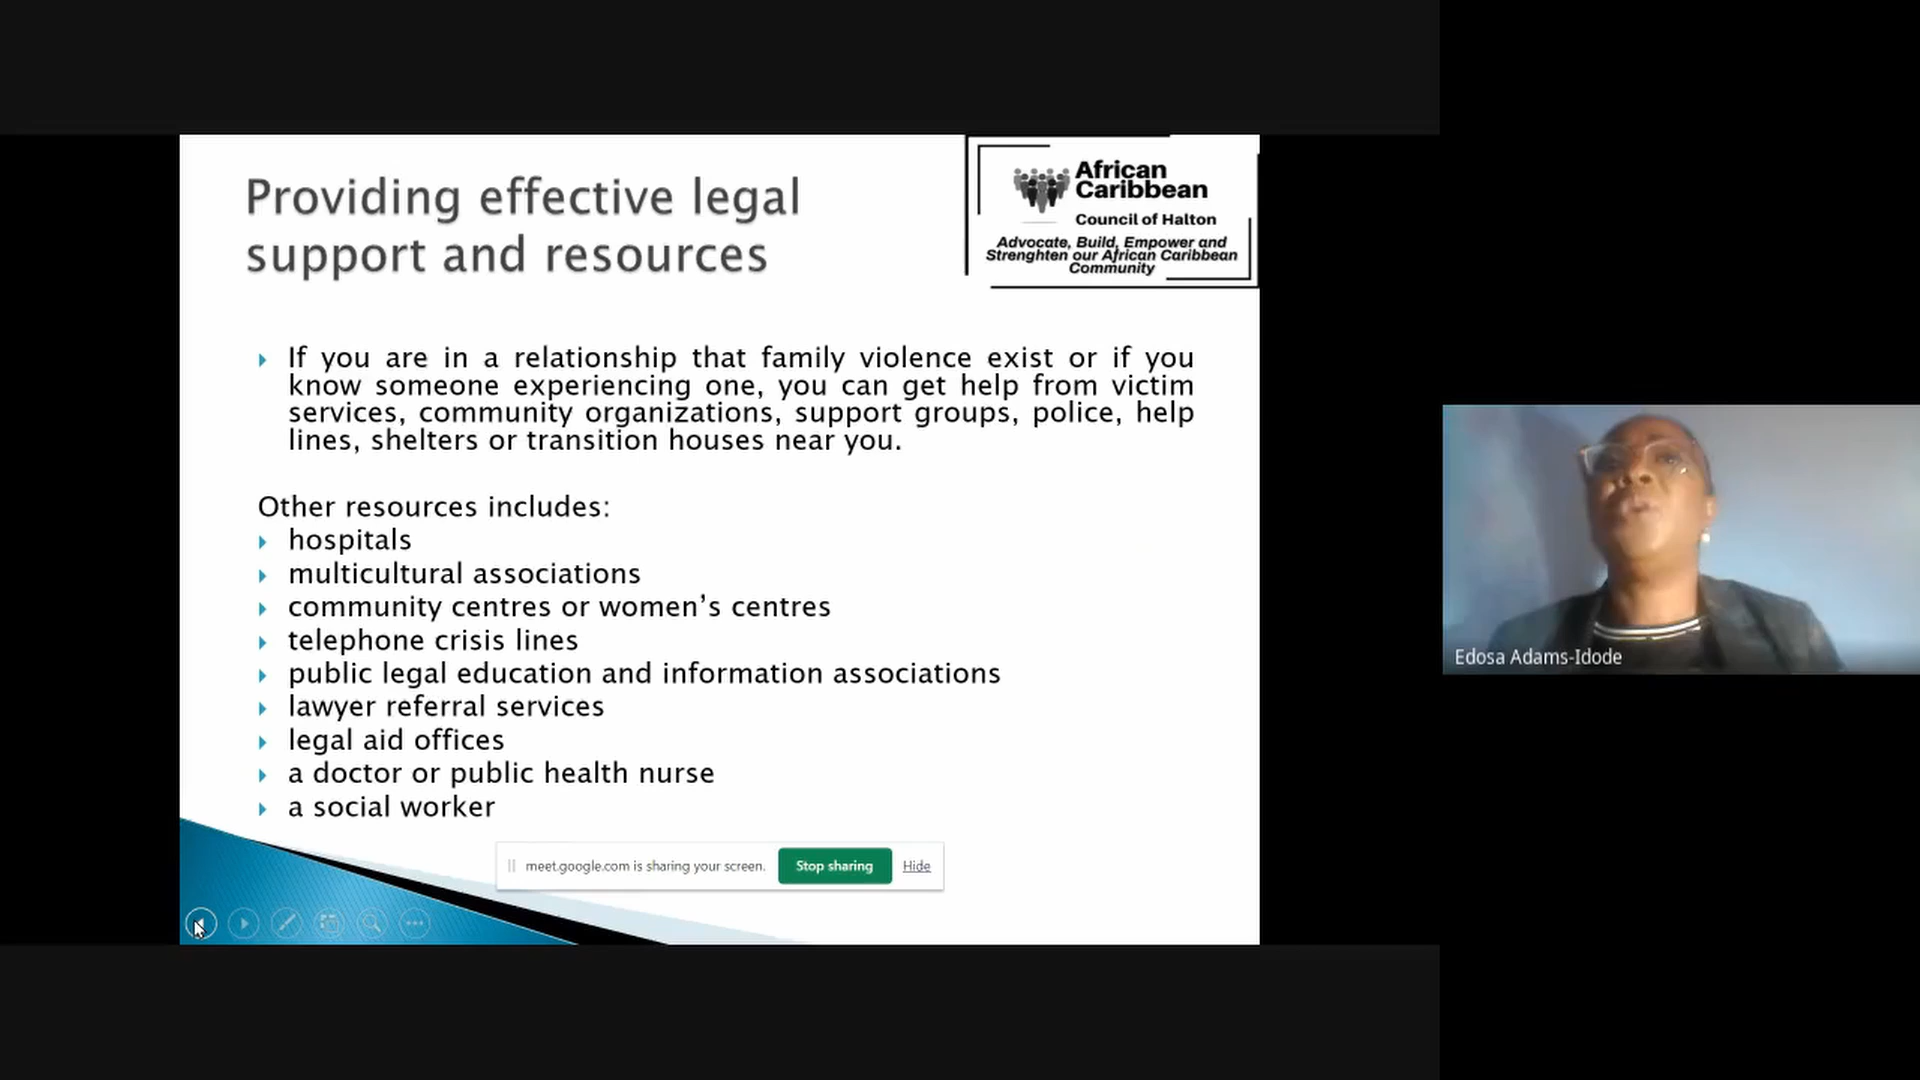 Providing effective legal
support and resources
African
Caribbean
Council of Halton
Advocate, Build, Empower and
Strenghten our African Caribbean
Community
If you are in a relationship that family violence exist or if you
know someone experiencing one, you can get help from victim
services, community organizations, support groups, police, help
lines, shelters or transition houses near you.
Other resources includes:
hospitals
multicultural associations
community centres or women’s centres
telephone crisis lines
public legal education and information associations
lawyer referral services
legal aid offices
a doctor or public health nurse
a social worker
meet.google.com is sharing your screen.
Stop sharing
Hide
Edosa Adams-Idode